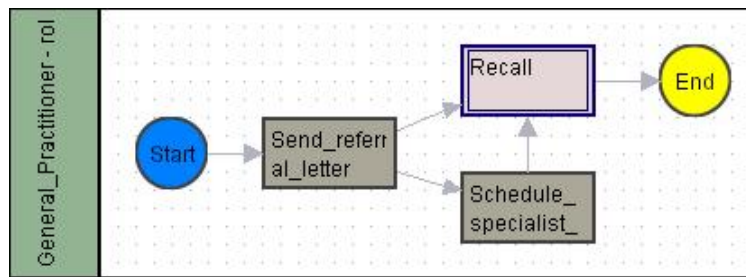 General_Practitioner - rol
Recall
End
Start
Send_referr
al_letter
Schedule_
specialist_